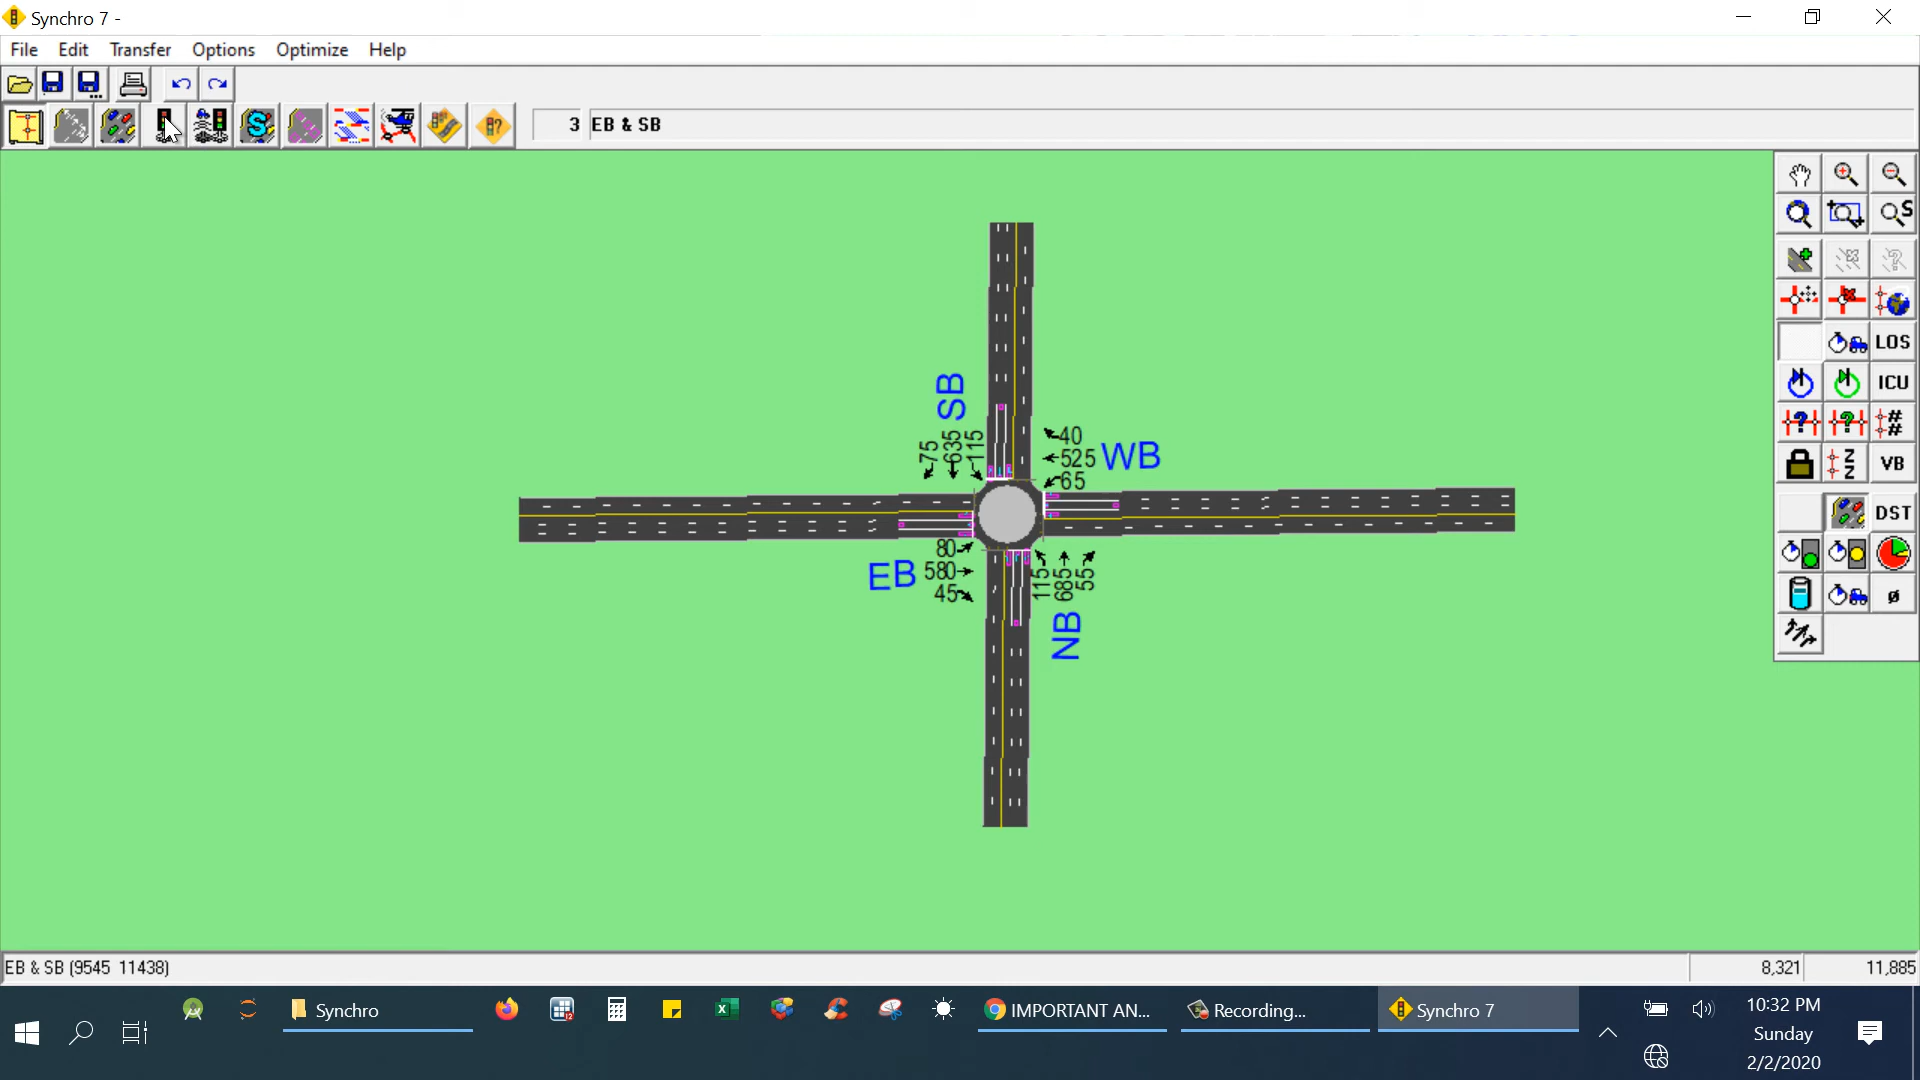 Synchro 7 -
File Edit Transfer Options Optimize Help
3 EB & SB
LOS
ICU
VB
DST
SB
75 635 115
40
525 WB
65
80
EB 580
45
115 685 55
NB
EB & SB (9545 11438) 8,321 11,885
Synchro IMPORTANT AN... Recording... Synchro 7
10:32 PM
Sunday
2/2/2020